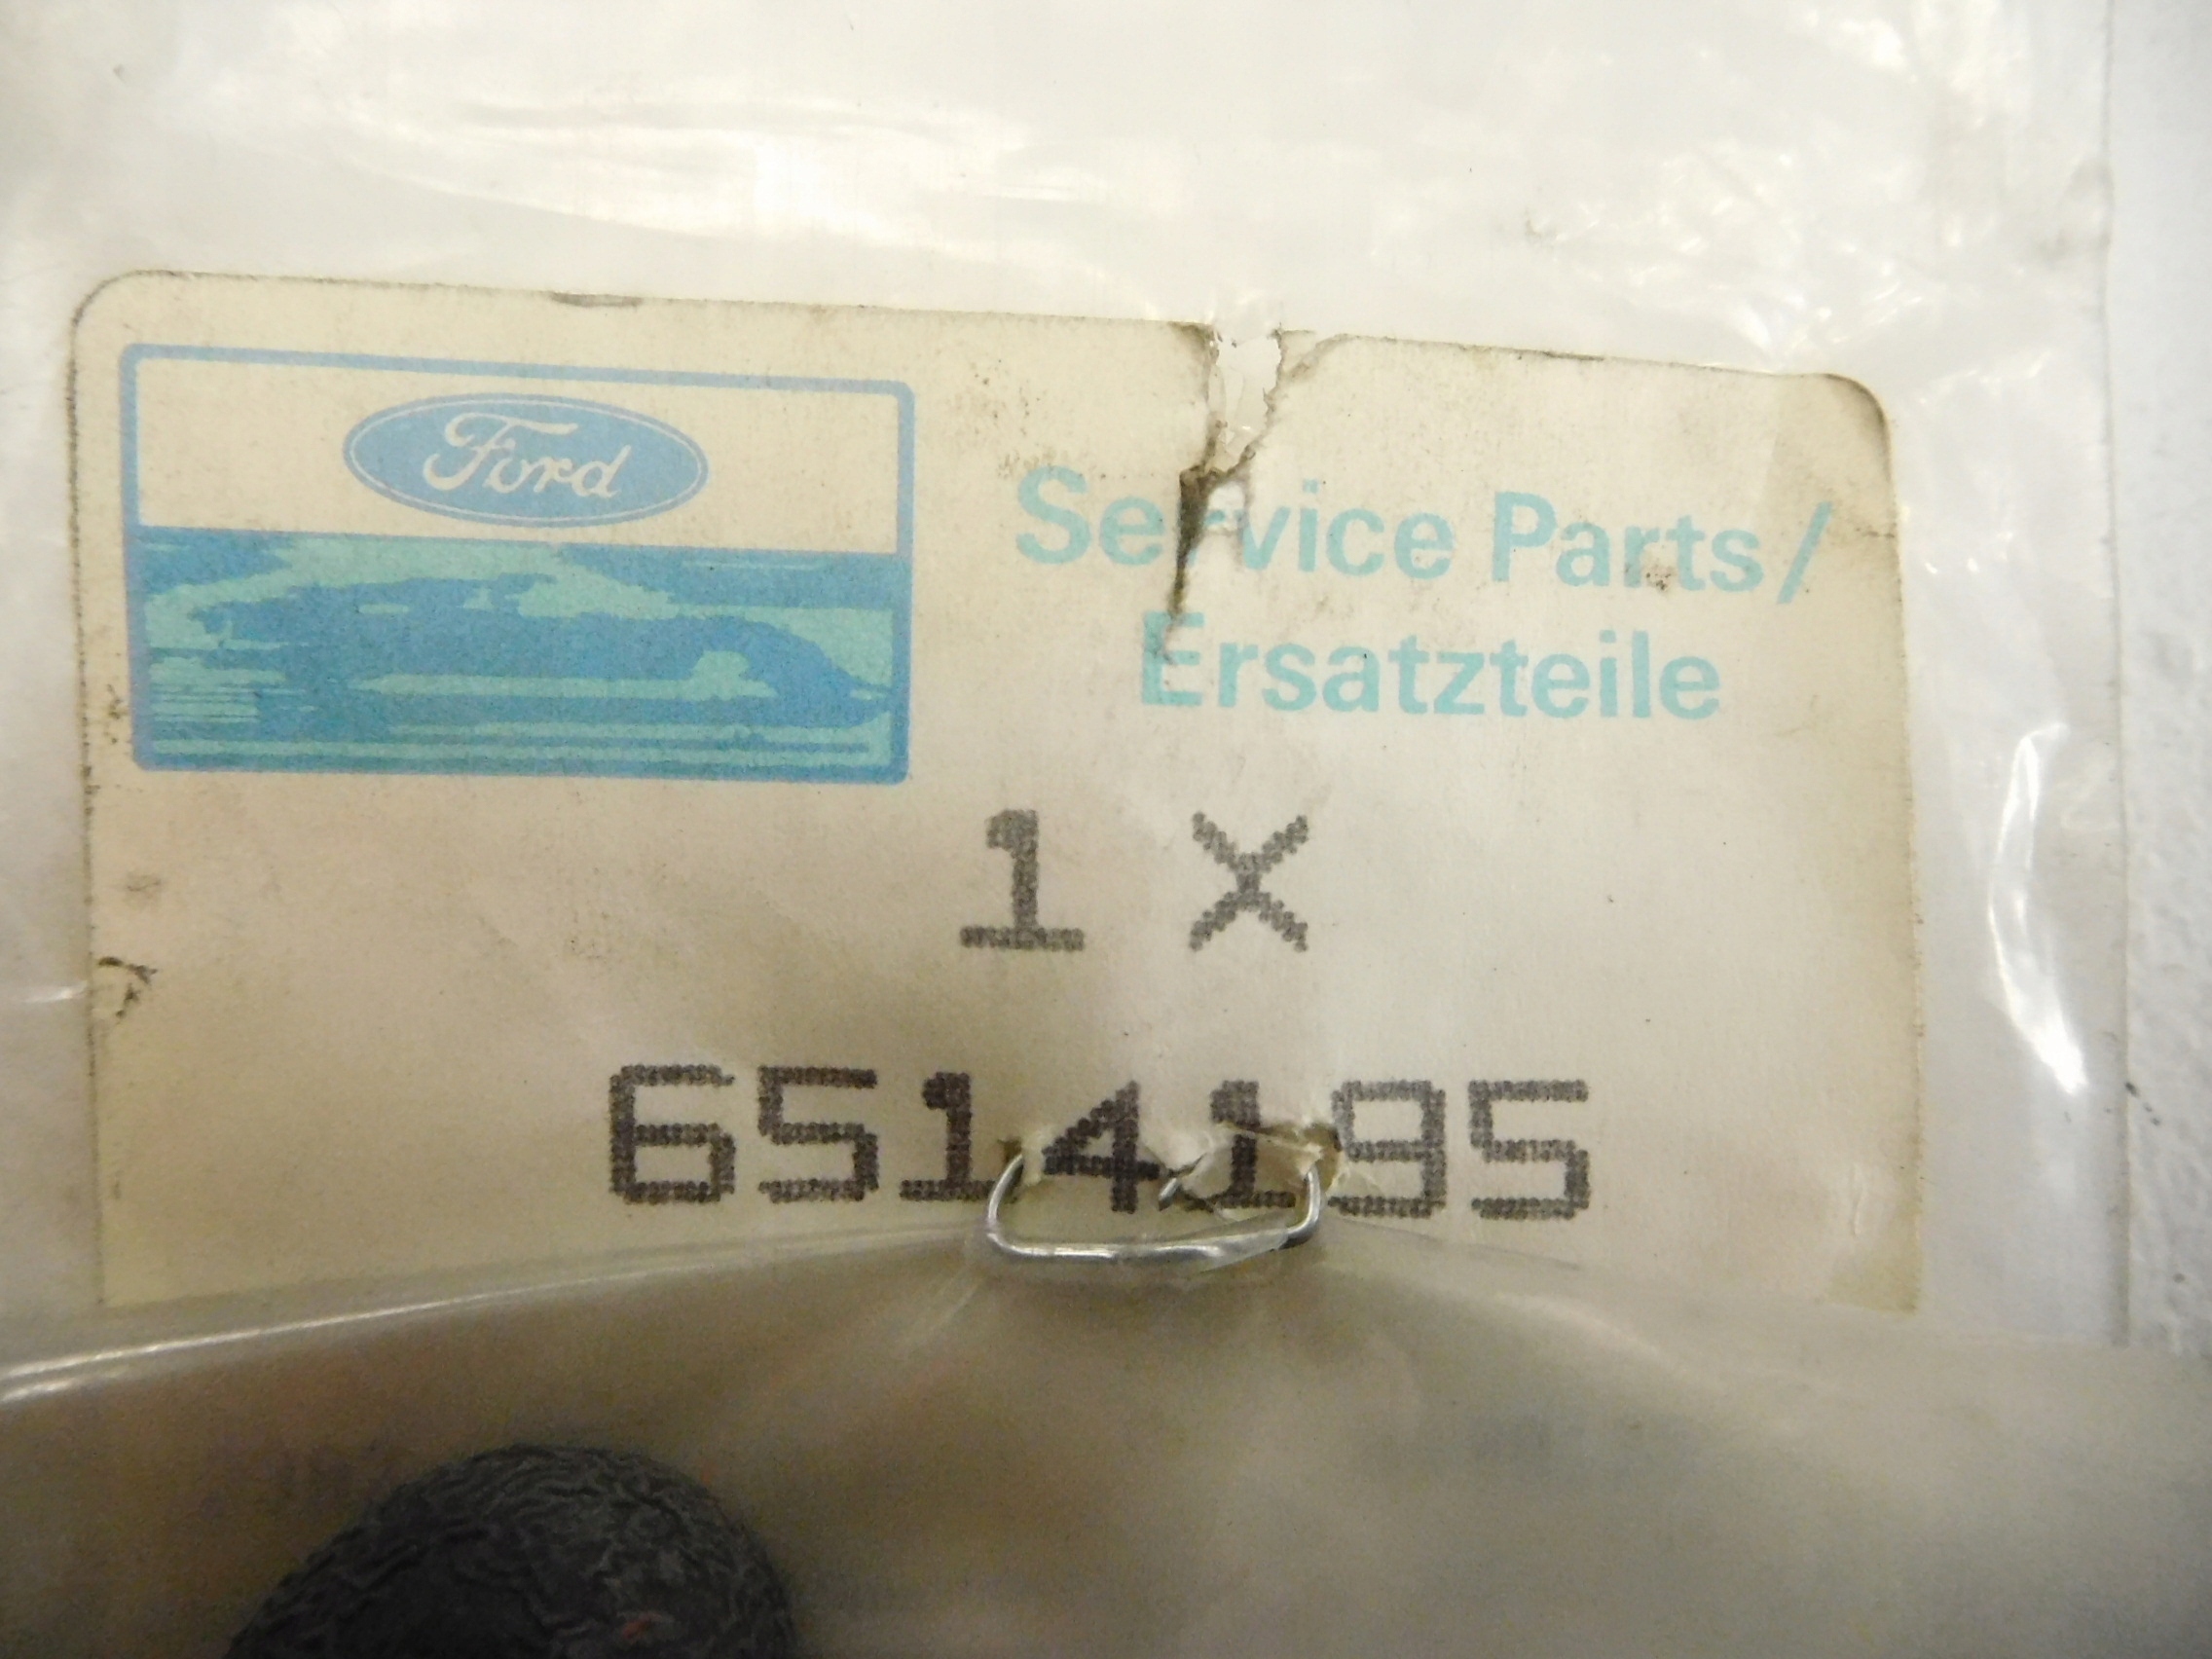 Ford
Service Parts/
Ersatzteile
1 X
6514195